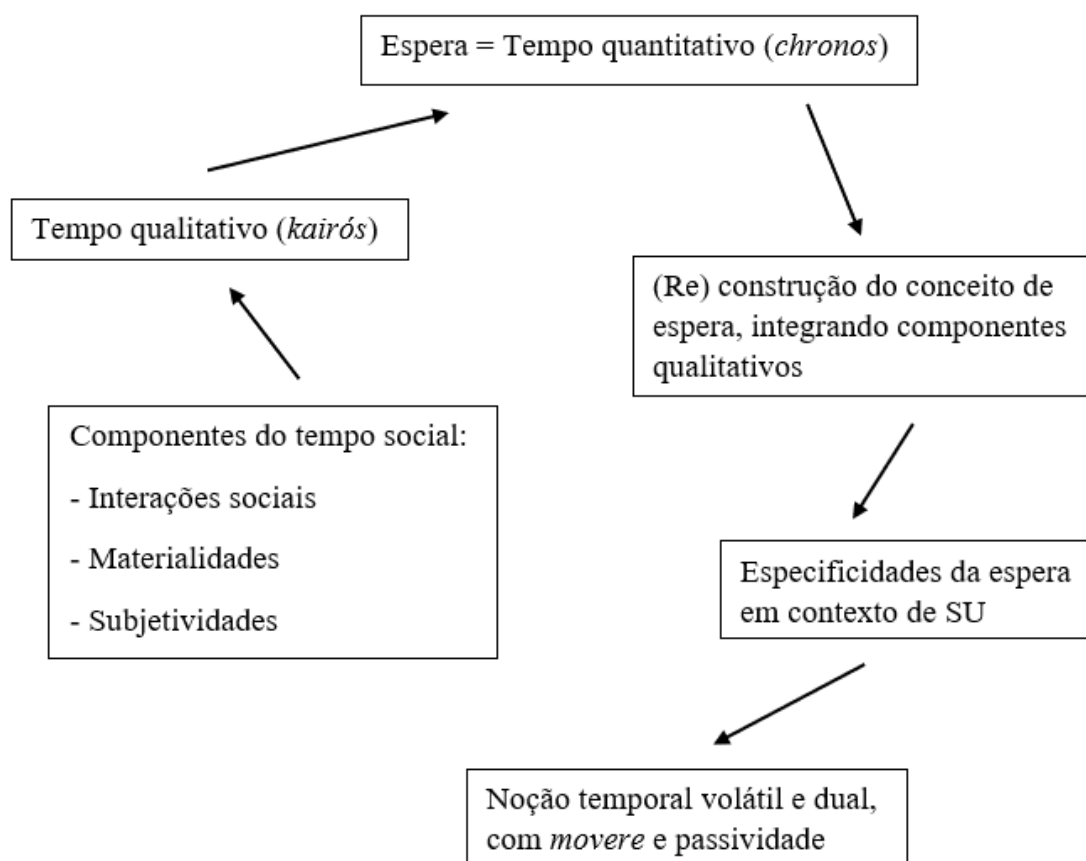 Espera = Tempo quantitativo (chronos)
Tempo qualitativo (kairós)
(Re) construção do conceito de
espera, integrando componentes
qualitativos
Componentes do tempo social:
- Interações sociais
- Materialidades
- Subjetividades
Especificidades da espera
em contexto de SU
Noção temporal volátil e dual,
com movere e passividade